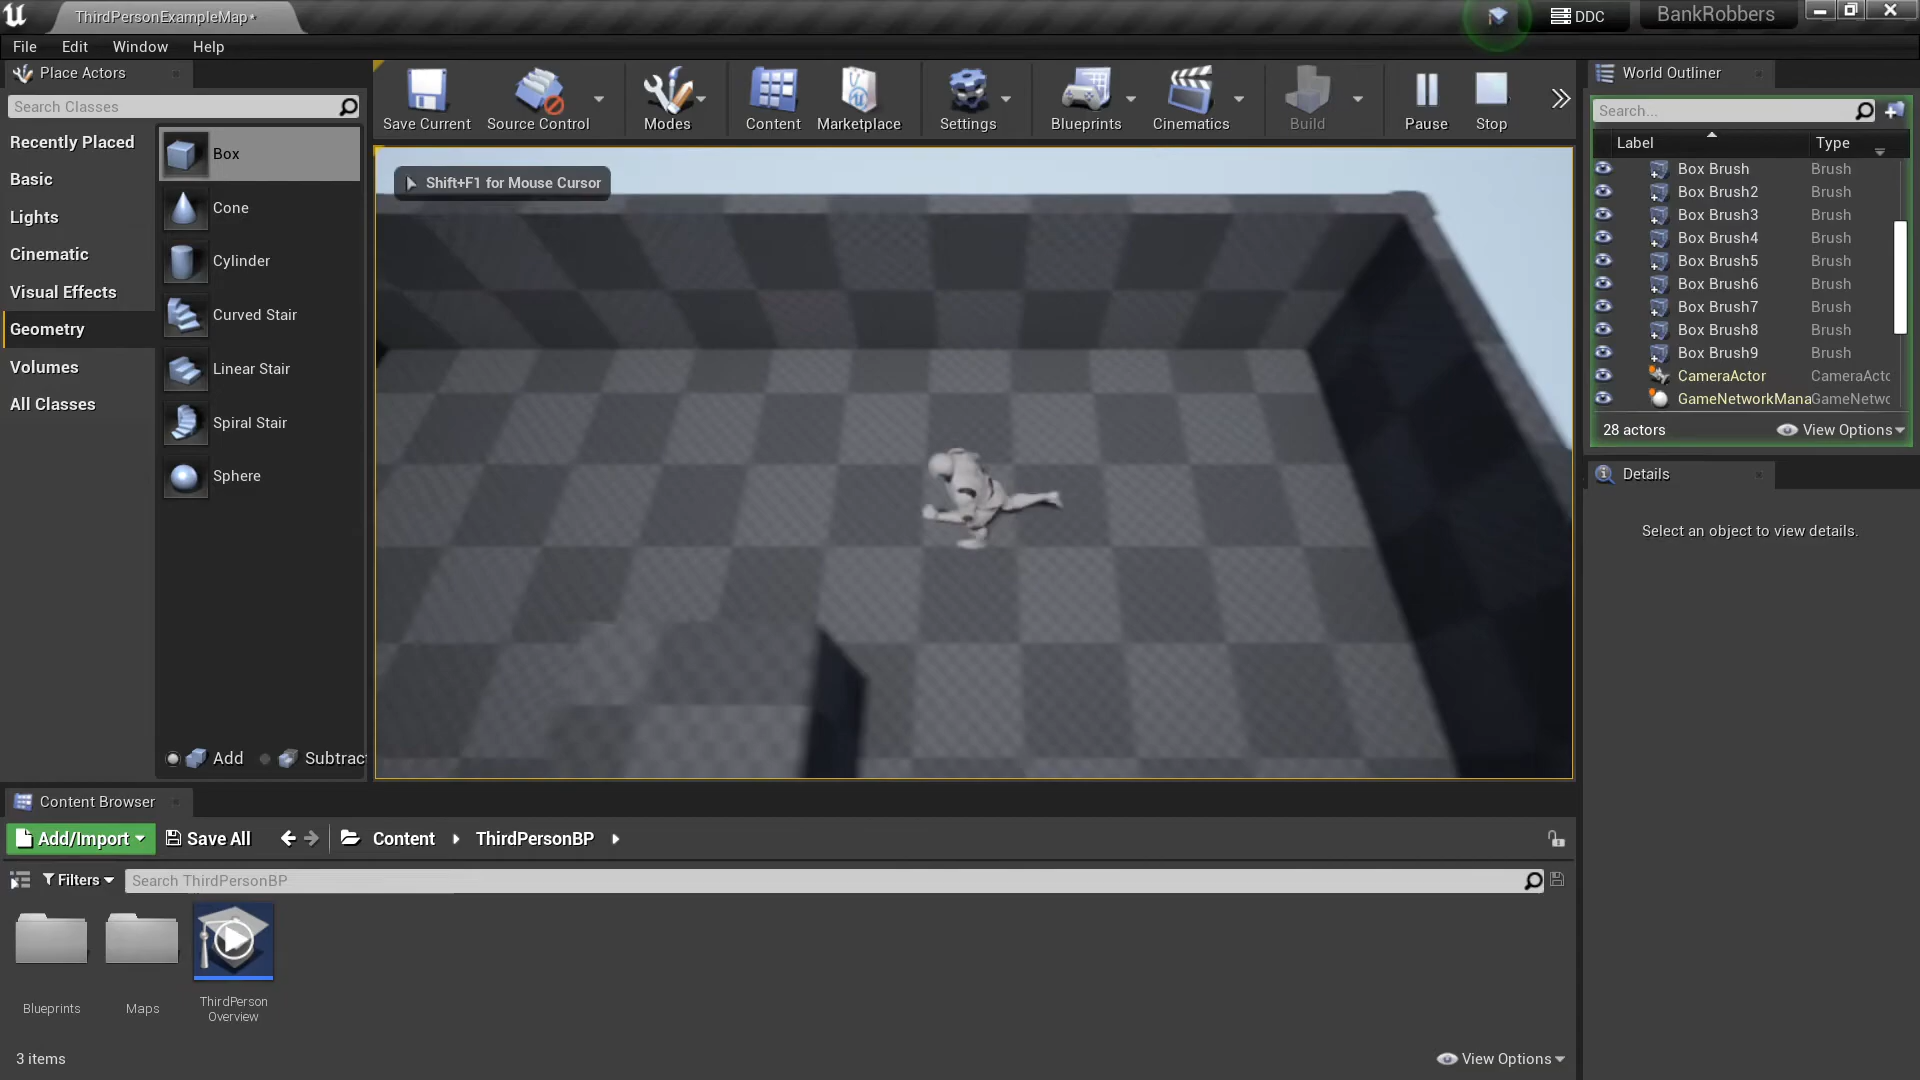 ThirdPersonExampleMap*
DDC
BankRobbers
File Edit Window Help
Place Actors
Search Classes
Recently Placed
Basic
Lights
Cinematic
Visual Effects
Geometry
Volumes
All Classes
Box
Cone
Cylinder
Curved Stair
Linear Stair
Spiral Stair
Sphere
Add Subtrac
Save Current
Source Control
Modes
Content
Marketplace
Settings
Blueprints
Cinematics
Build
Pause
Stop
Shift+F1 for Mouse Cursor
World Outliner
Search...
Label Type
Box Brush Brush
Box Brush2 Brush
Box Brush3 Brush
Box Brush4 Brush
Box Brush5 Brush
Box Brush6 Brush
Box Brush7 Brush
Box Brush8 Brush
Box Brush9 Brush
CameraActor CameraActo
GameNetworkMana GameNetwo
28 actors View Options
Details
Select an object to view details.
Content Browser
Add/Import Save All Content ThirdPersonBP
Filters Search ThirdPersonBP
Blueprints
Maps
ThirdPerson
Overview
3 items View Options